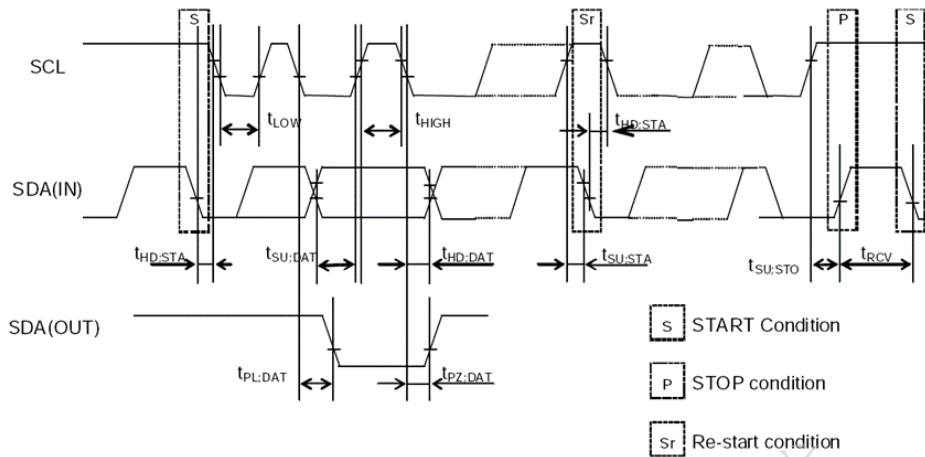 S
Sr
P
S
SCL
tLOW
tHIGH
tHD:STA
SDA(IN)
tHD:STA
tSU:DAT
tHD:DAT
tSU:STA
tSU:STO
tRCV
SDA(OUT)
tPL:DAT
tPZ:DAT
S START Condition
P STOP condition
Sr Re-start condition